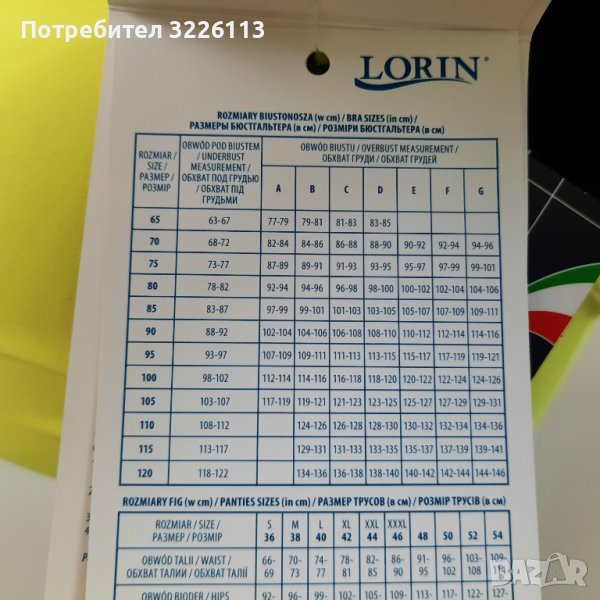 Потребител 3226113
LORIN®
ROZMIARY BIUSTONOSZA (w cm) / BRA SIZES (in cm) /
РАЗМЕРЫ БЮСТГАЛЬТЕРА (в см) / РОЗМІРИ БЮСТГАЛЬТЕРА (в см)
ROZMIAR / SIZE / РАЗМЕР / РОЗМІР
OBWÓD POD BIUSTEM / UNDERBUST MEASUREMENT / ОБХВАТ ПОД ГРУДЬЮ / ОБХВАТ ПІД ГРУДЬМИ
OBWÓD BIUSTU / OVERBUST MEASUREMENT / ОБХВАТ ГРУДИ / ОБХВАТ ГРУДЕЙ
A B C D E F G
65 63-67 77-79 79-81 81-83 83-85
70 68-72 82-84 84-86 86-88 88-90 90-92 92-94 94-96
75 73-77 87-89 89-91 91-93 93-95 95-97 97-99 99-101
80 78-82 92-94 94-96 96-98 98-100 100-102 102-104 104-106
85 83-87 97-99 99-101 101-103 103-105 105-107 107-109 109-111
90 88-92 102-104 104-106 106-108 108-110 110-112 112-114 114-116
95 93-97 107-109 109-111 111-113 113-115 115-117 117-119 119-121
100 98-102 112-114 114-116 116-118 118-120 120-122 122-124 124-126
105 103-107 117-119 119-121 121-123 123-125 125-127 127-129 129-131
110 108-112 124-126 126-128 128-130 130-132 132-134 134-136
115 113-117 129-131 131-133 133-135 135-137 137-139 139-141
120 118-122 134-136 136-138 138-140 140-142 142-144 144-146
ROZMIARY FIG (w cm) / PANTIES SIZES (in cm) / РАЗМЕР ТРУСОВ (в см) / РОЗМІР ТРУСІВ (в см)
ROZMIAR / SIZE / S M L XL XXL XXXL
РАЗМЕР / РОЗМІР 36 38 40 42 44 46 48 50 52 54
OBWÓD TALII / WAIST / 66- 70- 74- 78- 82- 86- 91- 96- 103- 109-
ОБХВАТ ТАЛИИ / ОБХВАТ ТАЛІЇ 69 73 77 81 85 90 95
OBWÓD BIODER / HIPS 92- 96- 99- 102- 107- 112- 117- 122- 127-
BAZAR